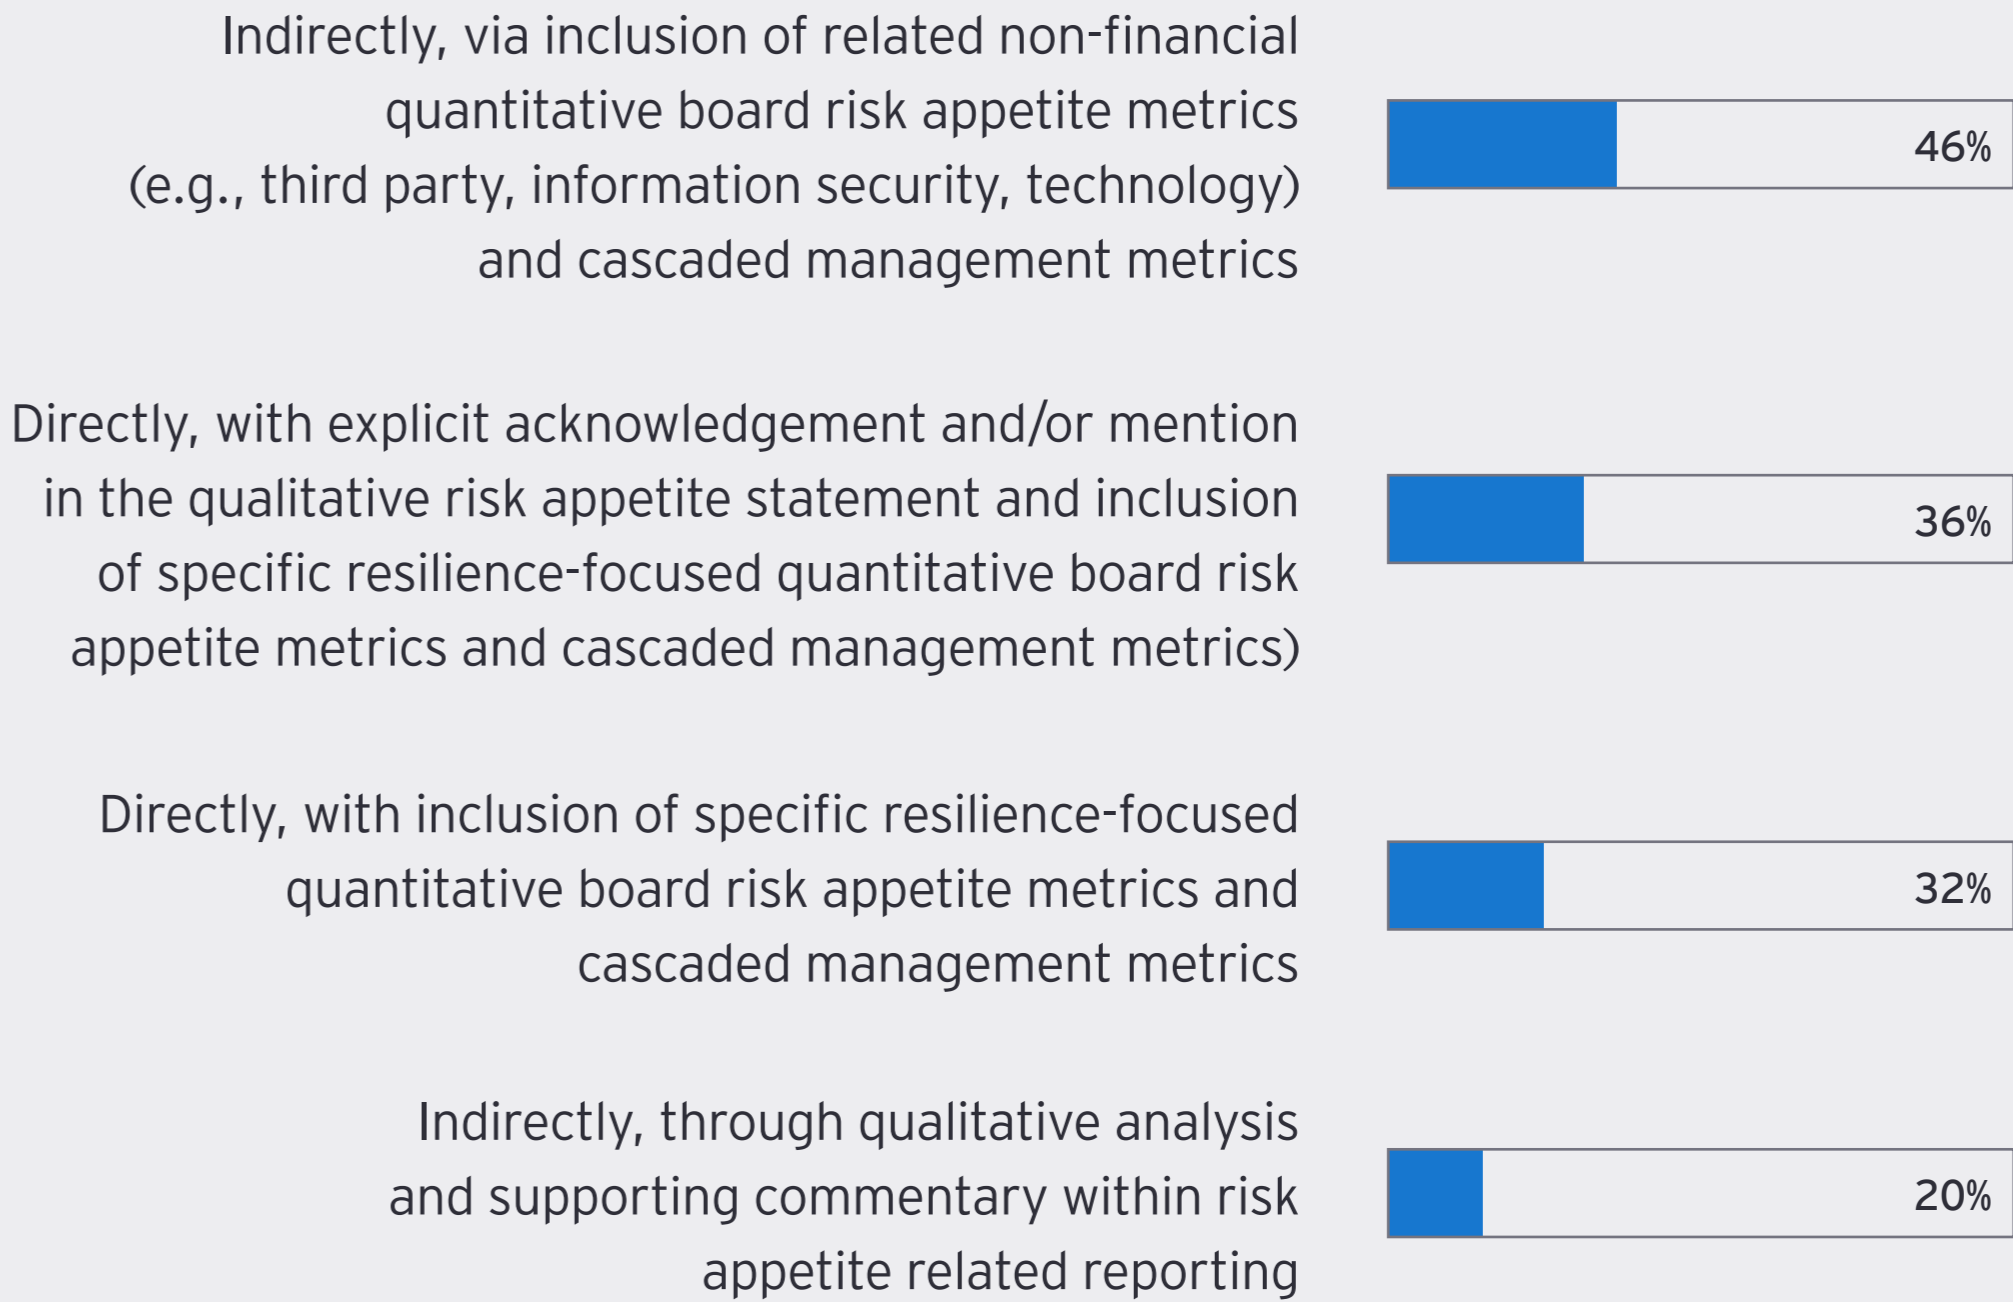 Indirectly, via inclusion of related non-financial
quantitative board risk appetite metrics
(e.g., third party, information security, technology)
and cascaded management metrics
46%
Directly, with explicit acknowledgement and/or mention
in the qualitative risk appetite statement and inclusion
of specific resilience-focused quantitative board risk
appetite metrics and cascaded management metrics)
36%
Directly, with inclusion of specific resilience-focused
quantitative board risk appetite metrics and
cascaded management metrics
32%
Indirectly, through qualitative analysis
and supporting commentary within risk
appetite related reporting
20%